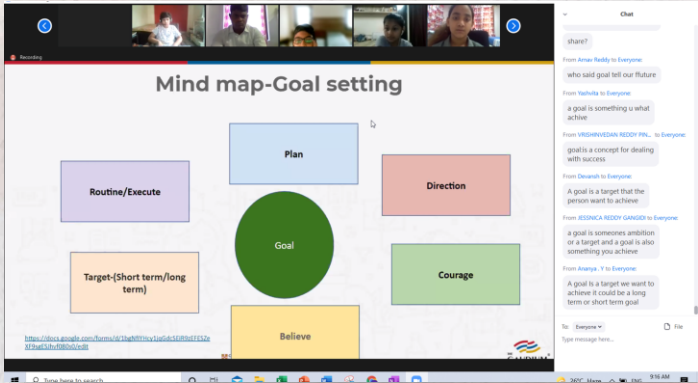 Chat
Recording
Mind map-Goal setting
Plan
Routine/Execute
Direction
Goal
Target-(Short term/long
term)
Courage
Believe
share?
From Arnav Reddy to Everyone:
who said goal tell our ffuture
From Yashvita to Everyone:
a goal is something u what
achive
From VRISHINVEDAN REDDY PIN... to Everyone:
goal.is a concept for dealing
with success
From Devansh to Everyone:
A goal is a target that the
person want to achieve
From JESSNICA REDDY GANGIDI to Everyone:
a goal is someones ambition
or a target and a goal is also
something you achieve
From Ananya . Y to Everyone:
A goal is a target we want to
achieve it could be a long
term or short term goal
To: Everyone
File
Type message here...
Type here to search
26°C Haze
ENG
9:16 AM